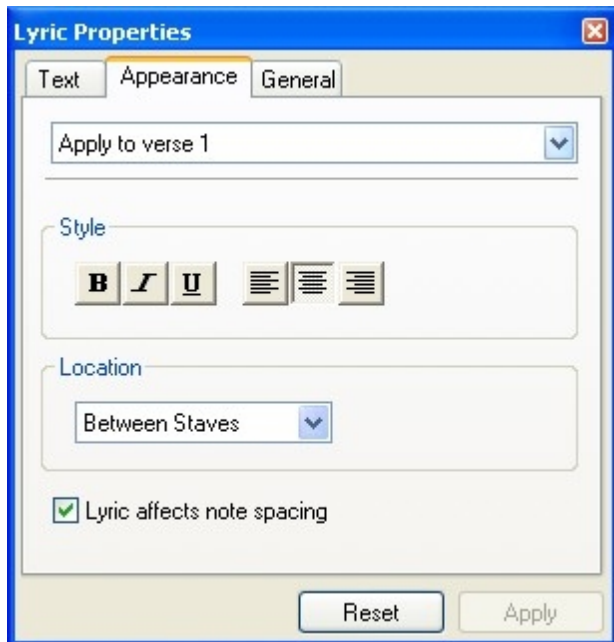 Lyric Properties
Text Appearance General
Apply to verse 1
Style
B I U
Location
Between Staves
Lyric affects note spacing
Reset Apply